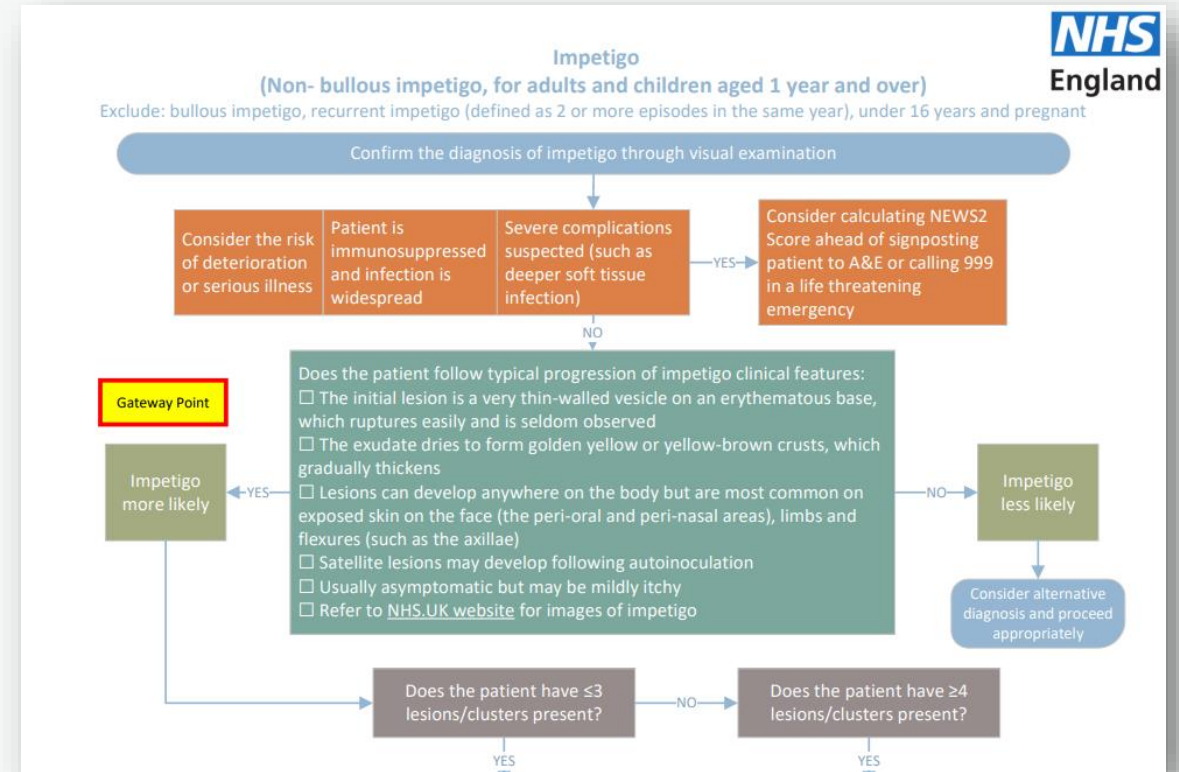 NHS
England
Impetigo
(Non- bullous impetigo, for adults and children aged 1 year and over)
Exclude: bullous impetigo, recurrent impetigo (defined as 2 or more episodes in the same year), under 16 years and pregnant
Confirm the diagnosis of impetigo through visual examination
Consider the risk
of deterioration
or serious illness
Patient is
immunosuppressed
and infection is
widespread
Severe complications
suspected (such as
deeper soft tissue
infection)
YES
Consider calculating NEWS2
Score ahead of signposting
patient to A&E or calling 999
in a life threatening
emergency
NO
Gateway Point
Does the patient follow typical progression of impetigo clinical features:
☐ The initial lesion is a very thin-walled vesicle on an erythematous base,
which ruptures easily and is seldom observed
☐ The exudate dries to form golden yellow or yellow-brown crusts, which
gradually thickens
☐ Lesions can develop anywhere on the body but are most common on
exposed skin on the face (the peri-oral and peri-nasal areas), limbs and
flexures (such as the axillae)
☐ Satellite lesions may develop following autoinoculation
☐ Usually asymptomatic but may be mildly itchy
☐ Refer to NHS.UK website for images of impetigo
YES
Impetigo
more likely
NO
Impetigo
less likely
Consider alternative
diagnosis and proceed
appropriately
Does the patient have ≤3
lesions/clusters present?
NO
Does the patient have ≥4
lesions/clusters present?
YES
YES